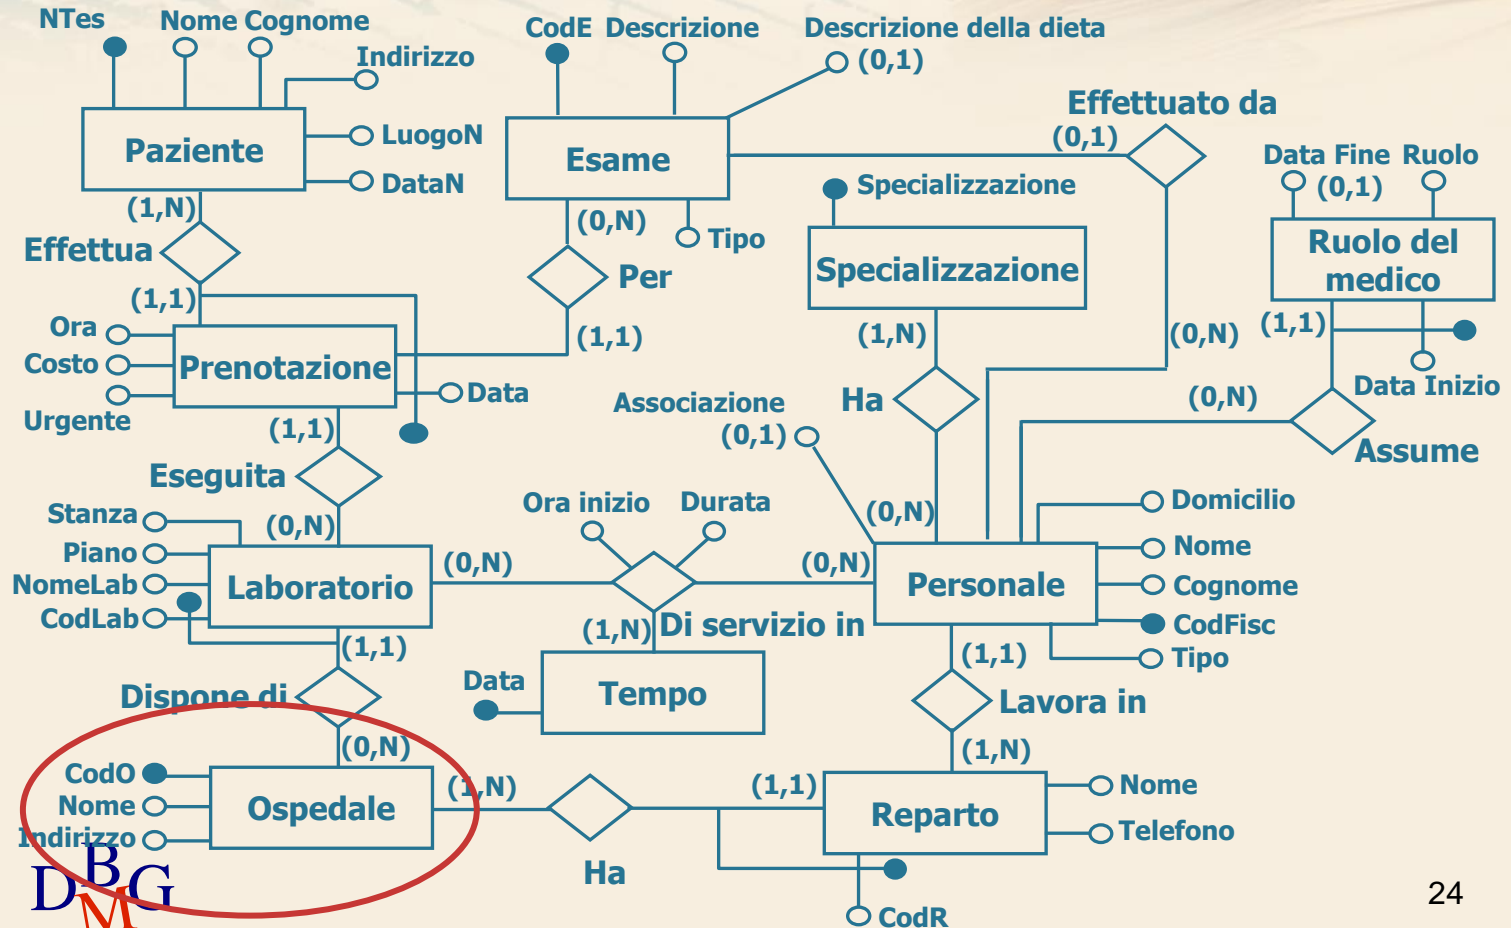 NTes
Nome Cognome
CodE Descrizione
Descrizione della dieta
(0,1)
Indirizzo
Effettuato da
(0,1)
Paziente
LuogoN
DataN
Esame
Data Fine Ruolo
(0,1)
Specializzazione
(1,N)
(0,N)
Tipo
Effettua
Per
Specializzazione
Ruolo del
medico
(1,1)
(1,1)
(1,N)
(0,N)
(1,1)
Ora
Costo
Urgente
Prenotazione
Data
Data Inizio
Associazione
(0,1)
Ha
(0,N)
Assume
(1,1)
Eseguita
Stanza
Piano
NomeLab
CodLab
(0,N)
Ora inizio
Durata
(0,N)
Domicilio
Nome
Cognome
CodFisc
Tipo
Laboratorio
(0,N)
(0,N)
Personale
(1,1)
(1,N)
Di servizio in
(1,1)
Dispone di
Data
Tempo
Lavora in
(0,N)
(1,N)
CodO
Nome
Indirizzo
Ospedale
(1,N)
(1,1)
Reparto
Nome
Telefono
Ha
CodR
DBMG
24